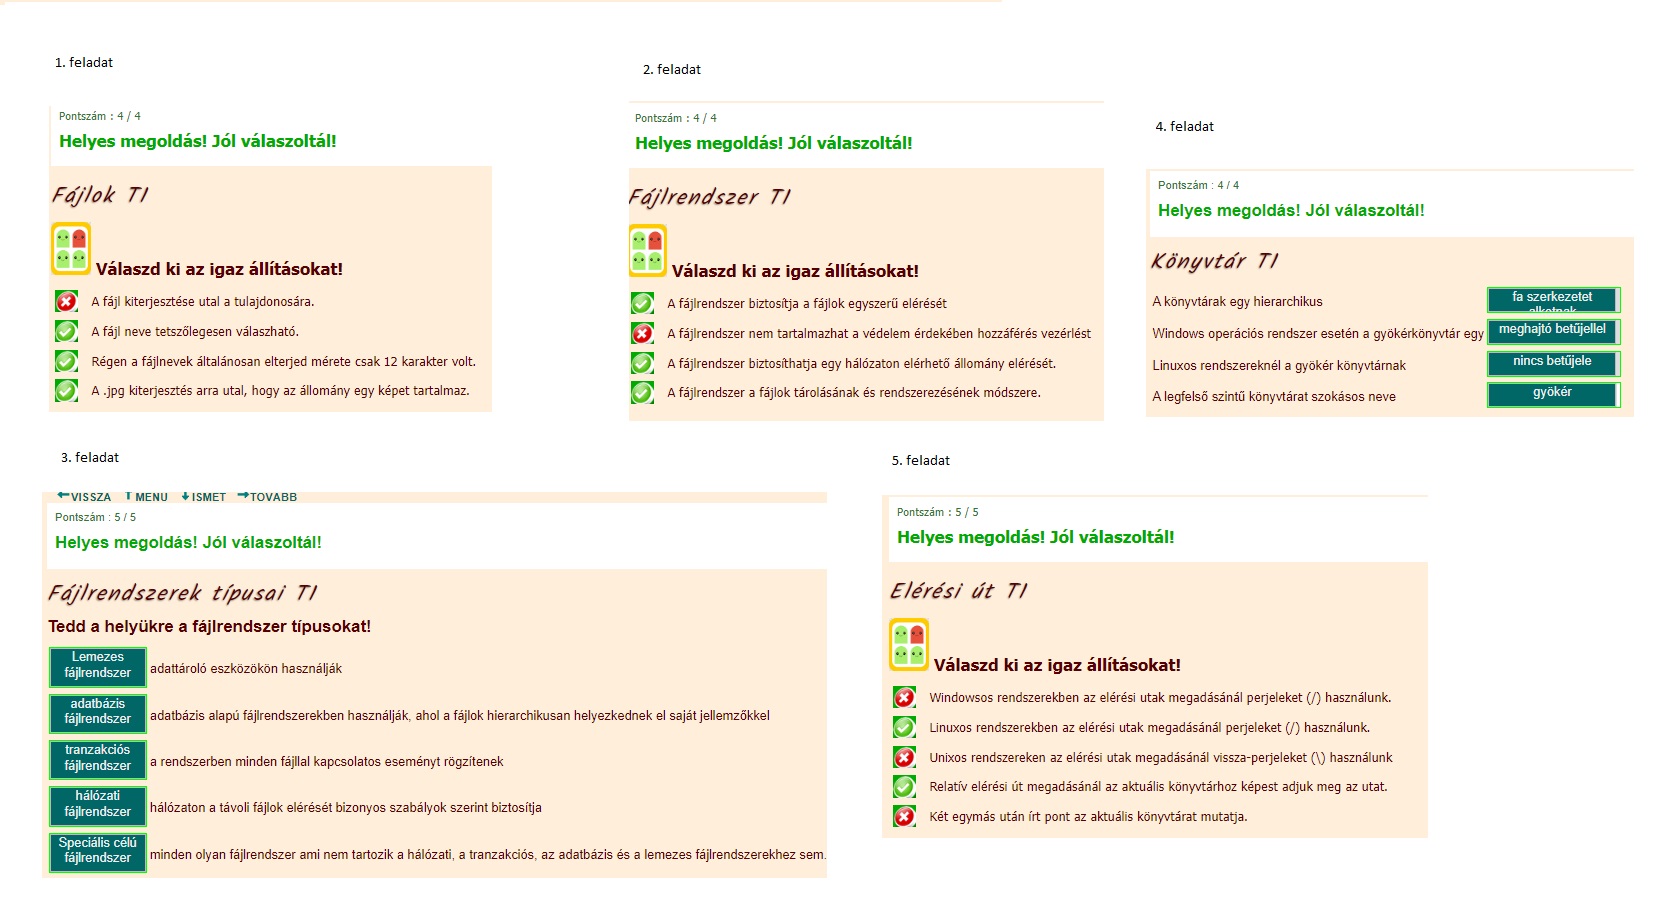 1. feladat
Pontszám : 4 / 4
Helyes megoldás! Jól válaszoltál!
Fájlok TI
Válaszd ki az igaz állításokat!
A fájl kiterjesztése utal a tulajdonosára.
A fájl neve tetszőlegesen válaszható.
Régen a fájlnevek általánosan elterjed mérete csak 12 karakter volt.
A .jpg kiterjesztés arra utal, hogy az állomány egy képet tartalmaz.
2. feladat
Pontszám : 4 / 4
Helyes megoldás! Jól válaszoltál!
Fájlrendszer TI
Válaszd ki az igaz állításokat!
A fájlrendszer biztosítja a fájlok egyszerű elérését
A fájlrendszer nem tartalmazhat a védelem érdekében hozzáférés vezérlést
A fájlrendszer biztosíthatja egy hálózaton elérhető állomány elérését.
A fájlrendszer a fájlok tárolásának és rendszerezésének módszere.
4. feladat
Pontszám : 4 / 4
Helyes megoldás! Jól válaszoltál!
Könyvtár TI
A könyvtárak egy hierarchikus fa szerkezetet
alkotnak
Windows operációs rendszer esetén a gyökérkönyvtár egy meghajtó betűjellel
Linuxos rendszereknél a gyökér könyvtárnak nincs betűjele
A legfelső szintű könyvtárat szokásos neve gyökér
3. feladat
VISSZA MENU ISMET TOVABB
Pontszám : 5 / 5
Helyes megoldás! Jól válaszoltál!
Fájlrendszerek típusai TI
Tedd a helyükre a fájlrendszer típusokat!
Lemezes
fájlrendszer adattároló eszközökön használják
adatbázis
fájlrendszer adatbázis alapú fájlrendszerekben használják, ahol a fájlok hierarchikusan helyezkednek el saját jellemzőkkel
tranzakciós
fájlrendszer a rendszerben minden fájllal kapcsolatos eseményt rögzítenek
hálózati
fájlrendszer hálózaton a távoli fájlok elérését bizonyos szabályok szerint biztosítja
Speciális célú
fájlrendszer minden olyan fájlrendszer ami nem tartozik a hálózati, a tranzakciós, az adatbázis és a lemezes fájlrendszerekhez sem.
5. feladat
Pontszám : 5 / 5
Helyes megoldás! Jól válaszoltál!
Elérési út TI
Válaszd ki az igaz állításokat!
Windowsos rendszerekben az elérési utak megadásánál perjeleket (/) használunk.
Linuxos rendszerekben az elérési utak megadásánál perjeleket (/) használunk.
Unixos rendszereken az elérési utak megadásánál vissza-perjeleket (\) használunk
Relatív elérési út megadásánál az aktuális könyvtárhoz képest adjuk meg az utat.
Két egymás után írt pont az aktuális könyvtárat mutatja.